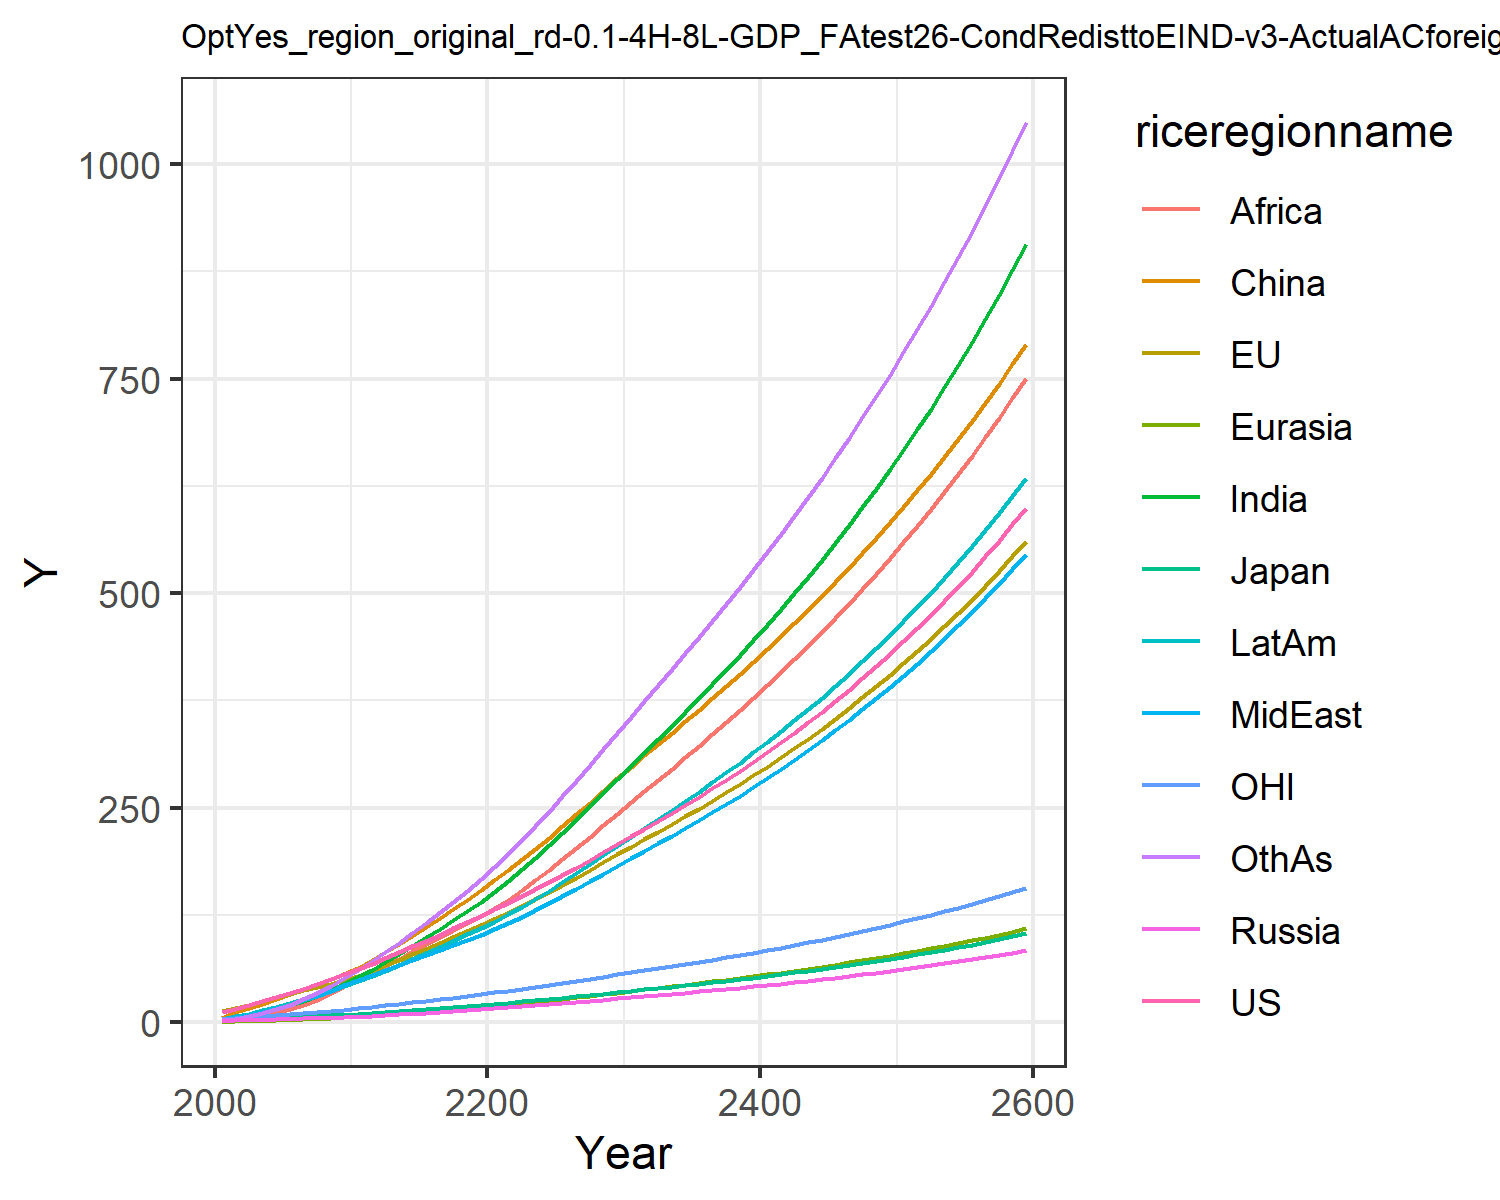 OptYes_region_original_rd-0.1-4H-8L-GDP_FAtest26-CondRedisttoEIND-v3-ActualACforeig
riceregionname
Africa
China
EU
Eurasia
India
Japan
LatAm
MidEast
OHI
OthAs
Russia
US
Y
1000
750
500
250
0
2000 2200 2400 2600
Year